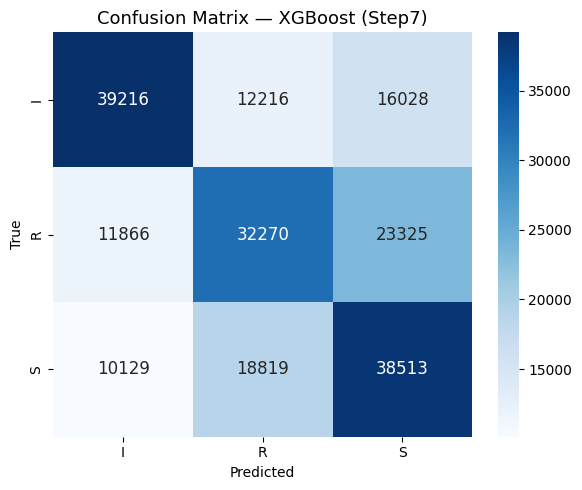 Confusion Matrix — XGBoost (Step7)
I 39216 12216 16028
R 11866 32270 23325
S 10129 18819 38513
I R S
True
Predicted
35000
30000
25000
20000
15000